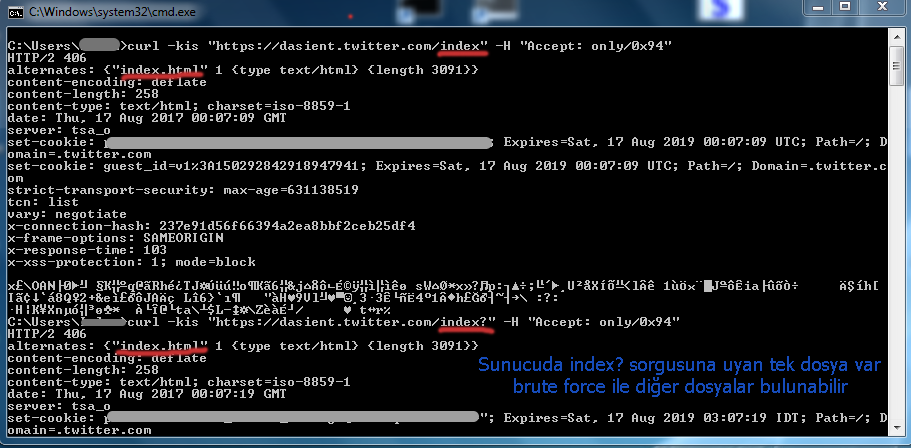 C:\Windows\system32\cmd.exe
C:\Users\ >curl -kis "https://dasient.twitter.com/index" -H "Accept: only/0x94"
HTTP/2 406
alternates: {"index.html" 1 {type text/html} {length 3091}}
content-encoding: deflate
content-length: 258
content-type: text/html; charset=iso-8859-1
date: Thu, 17 Aug 2017 00:07:09 GMT
server: tsa_o
set-cookie: ; Expires=Sat, 17 Aug 2019 00:07:09 UTC; Path=/; D
omain=.twitter.com
set-cookie: guest_id=v1%3A150292842918947941; Expires=Sat, 17 Aug 2019 00:07:09 UTC; Path=/; Domain=.twitter.c
om
strict-transport-security: max-age=631138519
tcn: list
vary: negotiate
x-connection-hash: 237e91d56f66394a2ea8bbf2ceb25df4
x-frame-options: SAMEORIGIN
x-response-time: 103
x-xss-protection: 1; mode=block
C:\Users\ >curl -kis "https://dasient.twitter.com/index?" -H "Accept: only/0x94"
HTTP/2 406
alternates: {"index.html" 1 {type text/html} {length 3091}}
content-encoding: deflate
content-length: 258
content-type: text/html; charset=iso-8859-1
date: Thu, 17 Aug 2017 00:07:19 GMT
server: tsa_o
set-cookie: "; Expires=Sat, 17 Aug 2019 03:07:19 IDT; Path=/; D
omain=.twitter.com
Sunucuda index? sorgusuna uyan tek dosya var
brute force ile diğer dosyalar bulunabilir